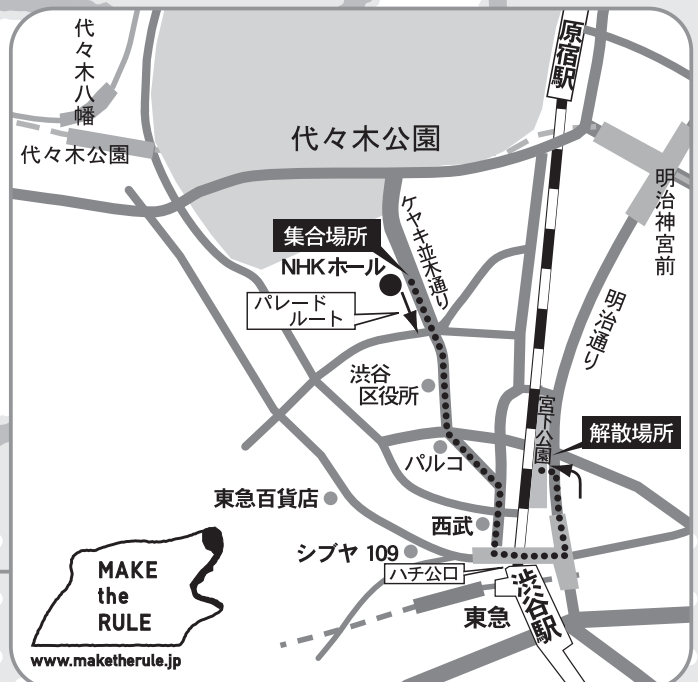 代々木八幡
代々木公園
代々木公園
原宿駅
明治神宮前
集合場所
NHKホール
ケヤキ並木通り
パレード
ルート
明治通り
渋谷
区役所
宮下公園
解散場所
パルコ
東急百貨店
西武
シブヤ 109
ハチ公口
東急
渋谷駅
MAKE
the
RULE
www.maketherule.jp